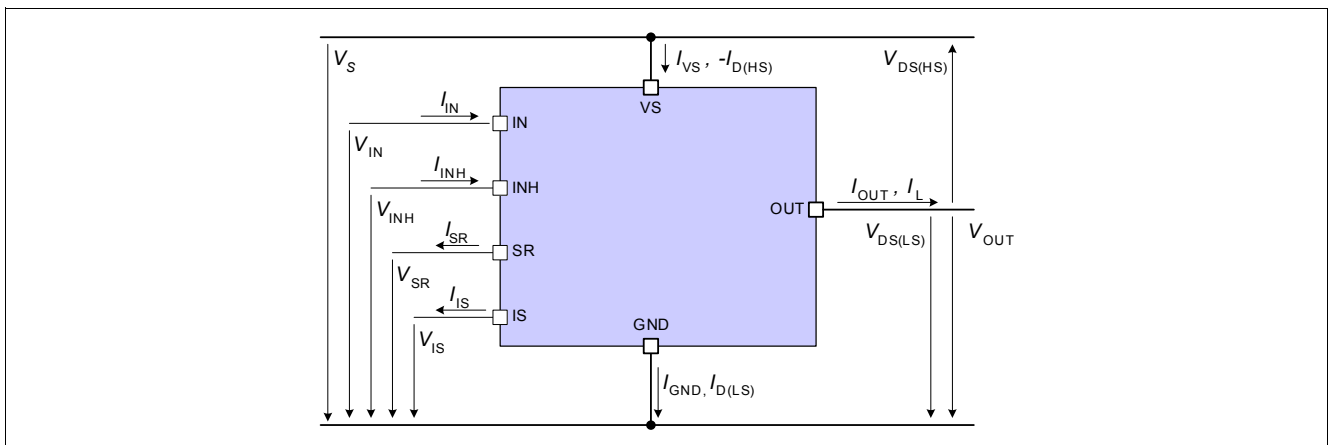 V_S
I_VS , -I_D(HS)
V_DS(HS)
VS
I_IN
IN
V_IN
I_INH
INH
V_INH
I_OUT , I_L
OUT
V_DS(LS)
V_OUT
I_SR
SR
V_SR
I_IS
IS
V_IS
GND
I_GND, I_D(LS)